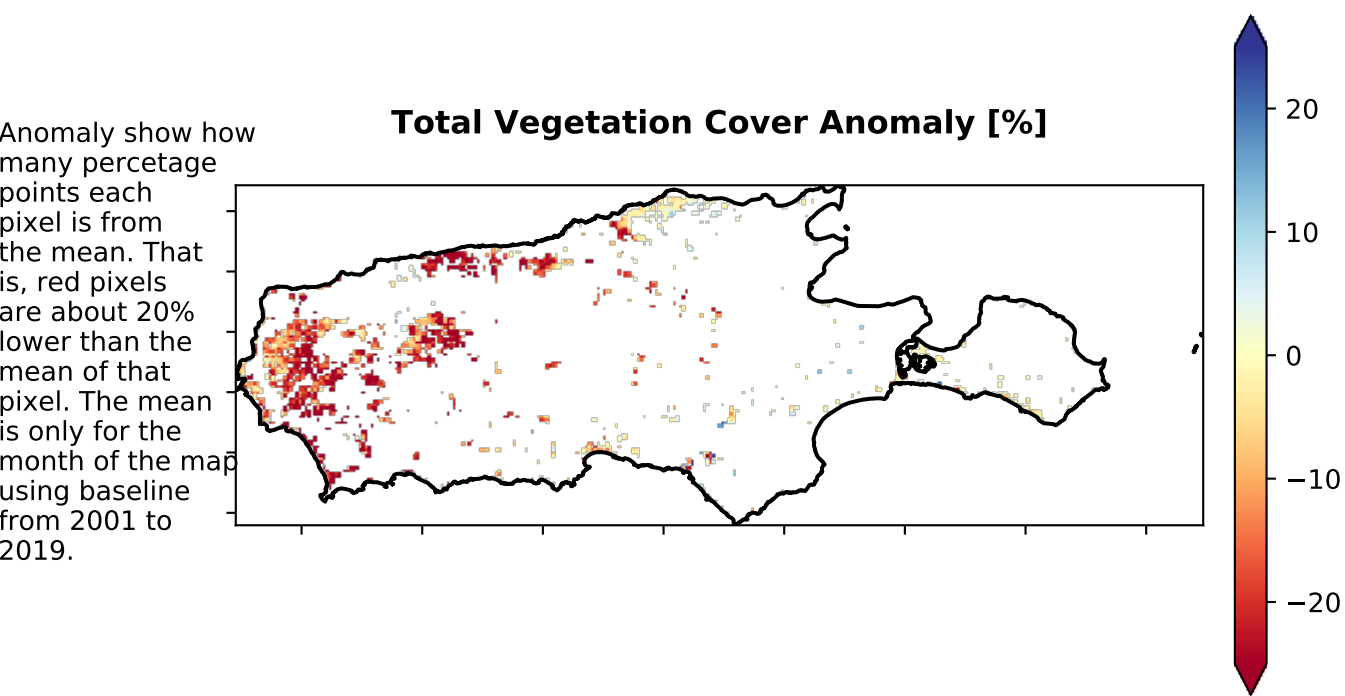 Total Vegetation Cover Anomaly [%]
Anomaly show how
many percetage
points each
pixel is from
the mean. That
is, red pixels
are about 20%
lower than the
mean of that
pixel. The mean
is only for the
month of the map
using baseline
from 2001 to
2019.
20
10
0
−10
−20